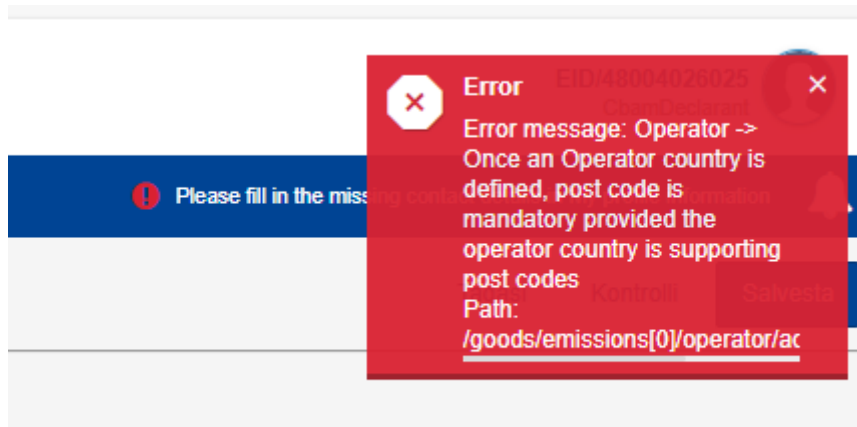 EID/48004026025
CbamDeclarant
Error
Error message: Operator ->
Once an Operator country is
defined, post code is
mandatory provided the
operator country is supporting
post codes
Path:
/goods/emissions[0]/operator/ac
Please fill in the missing
Kontrolli
Salvesta